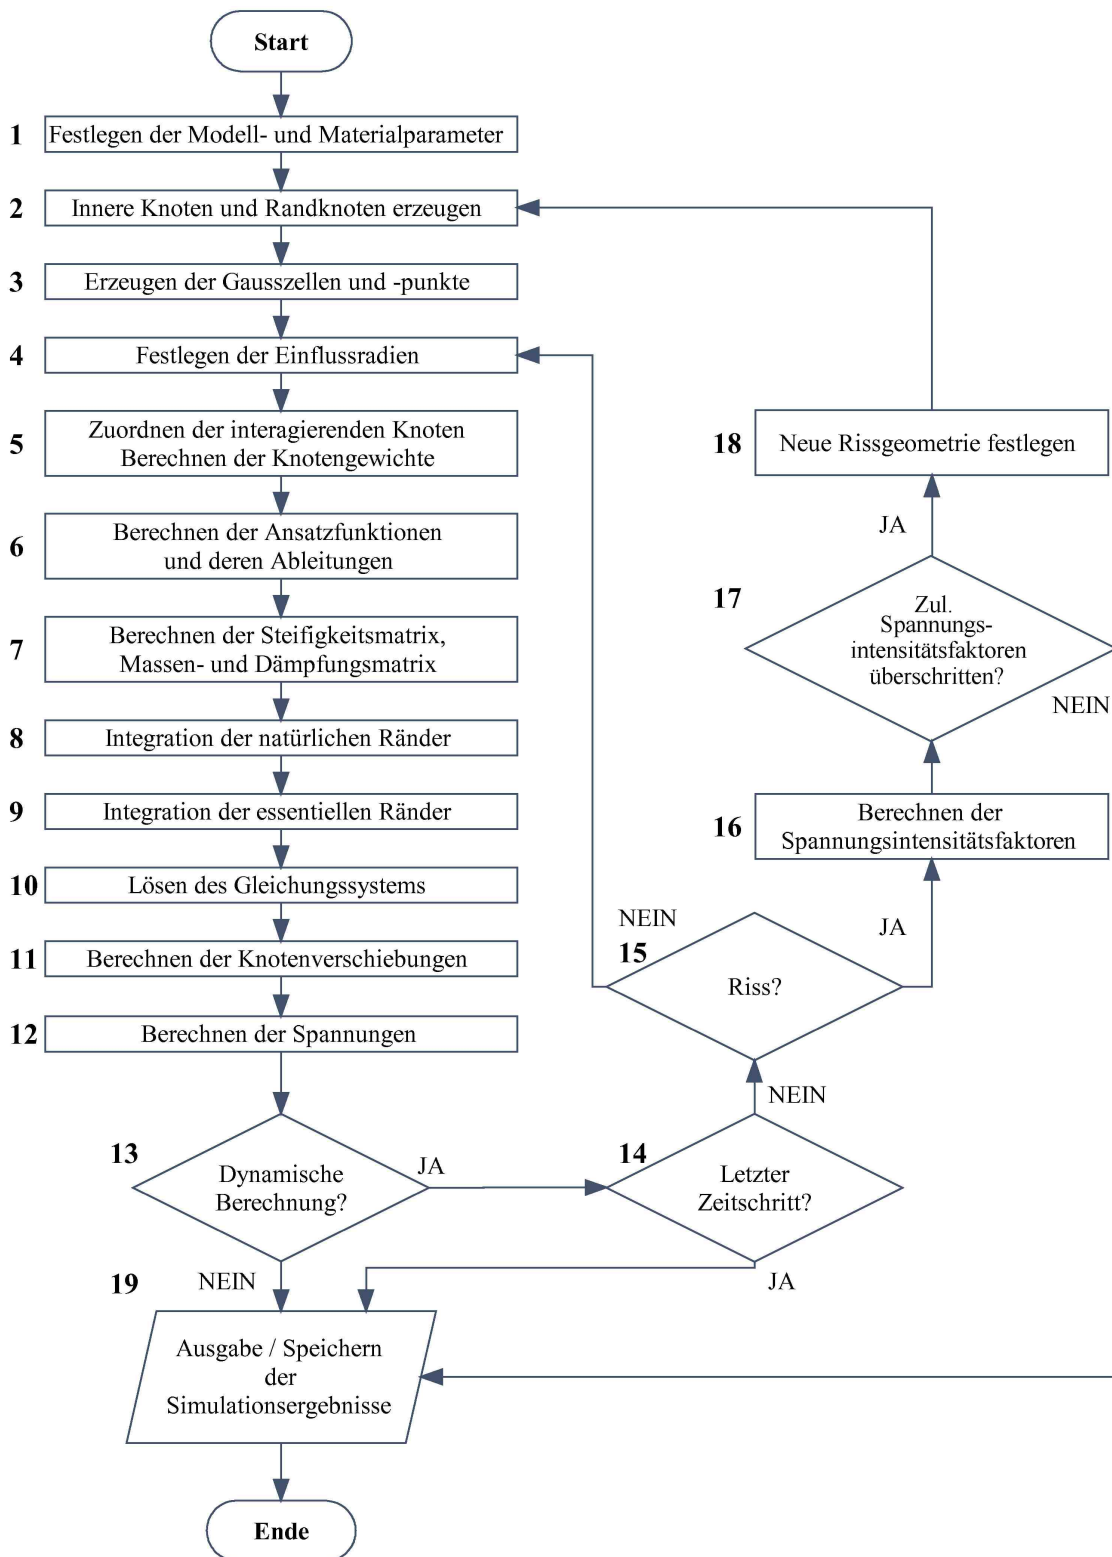 Start
1 Festlegen der Modell- und Materialparameter
2 Innere Knoten und Randknoten erzeugen
3 Erzeugen der Gausszellen und -punkte
4 Festlegen der Einflussradien
5 Zuordnen der interagierenden Knoten
Berechnen der Knotengewichte
6 Berechnen der Ansatzfunktionen
und deren Ableitungen
7 Berechnen der Steifigkeitsmatrix,
Massen- und Dämpfungsmatrix
8 Integration der natürlichen Ränder
9 Integration der essentiellen Ränder
10 Lösen des Gleichungssystems
11 Berechnen der Knotenverschiebungen
12 Berechnen der Spannungen
13 Dynamische
Berechnung?
JA
NEIN
14 Letzter
Zeitschritt?
NEIN
JA
15 Riss?
NEIN
JA
16 Berechnen der
Spannungsintensitätsfaktoren
17 Zul.
Spannungs-
intensitätsfaktoren
überschritten?
JA
NEIN
18 Neue Rissgeometrie festlegen
19 Ausgabe / Speichern
der
Simulationsergebnisse
Ende